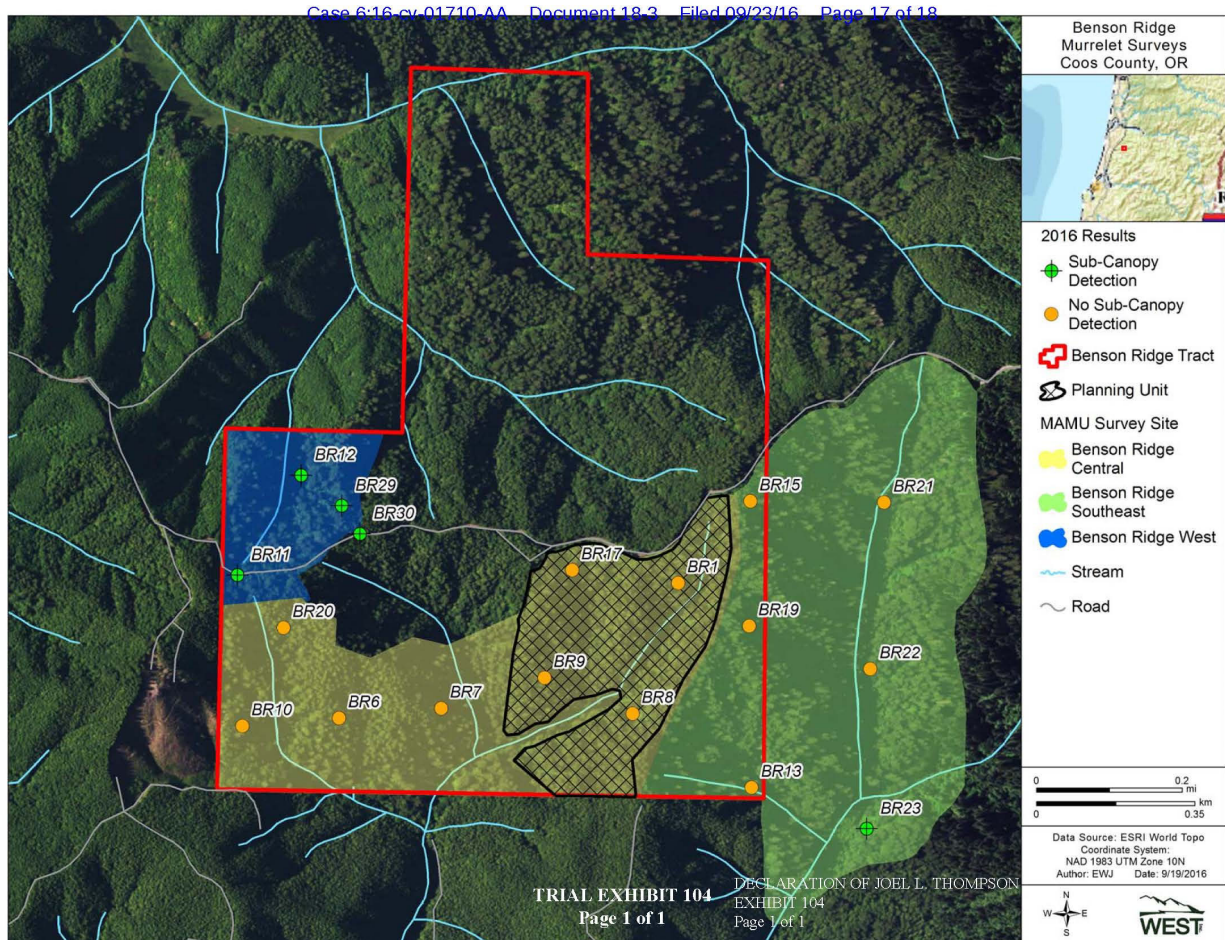 Case 6:16-cv-01710-AA Document 18-3 Filed 09/23/16 Page 17 of 18
Benson Ridge
Murrelet Surveys
Coos County, OR
2016 Results
Sub-Canopy
Detection
No Sub-Canopy
Detection
Benson Ridge Tract
Planning Unit
MAMU Survey Site
Benson Ridge
Central
Benson Ridge
Southeast
Benson Ridge West
Stream
Road
BR12
BR29
BR30
BR11
BR20
BR10
BR6
BR7
BR17
BR1
BR9
BR8
BR15
BR21
BR19
BR22
BR13
BR23
0 0.2
mi
km
0 0.35
Data Source: ESRI World Topo
Coordinate System:
NAD 1983 UTM Zone 10N
Author: EWJ Date: 9/19/2016
N
W E
S
WEST
TRIAL EXHIBIT 104
Page 1 of 1
DECLARATION OF JOEL L. THOMPSON
EXHIBIT 104
Page 1 of 1